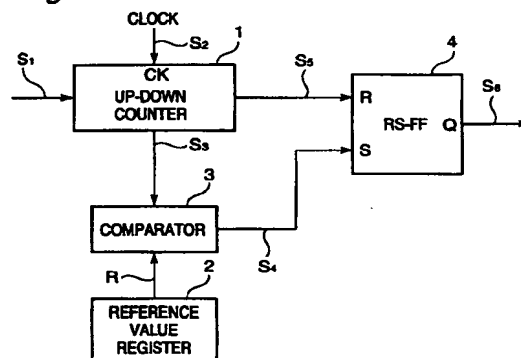 CLOCK
S2
1
4
S1
CK
UP-DOWN
COUNTER
S5
R
RS-FF
Q
S6
S
S3
3
COMPARATOR
S4
R
2
REFERENCE
VALUE
REGISTER